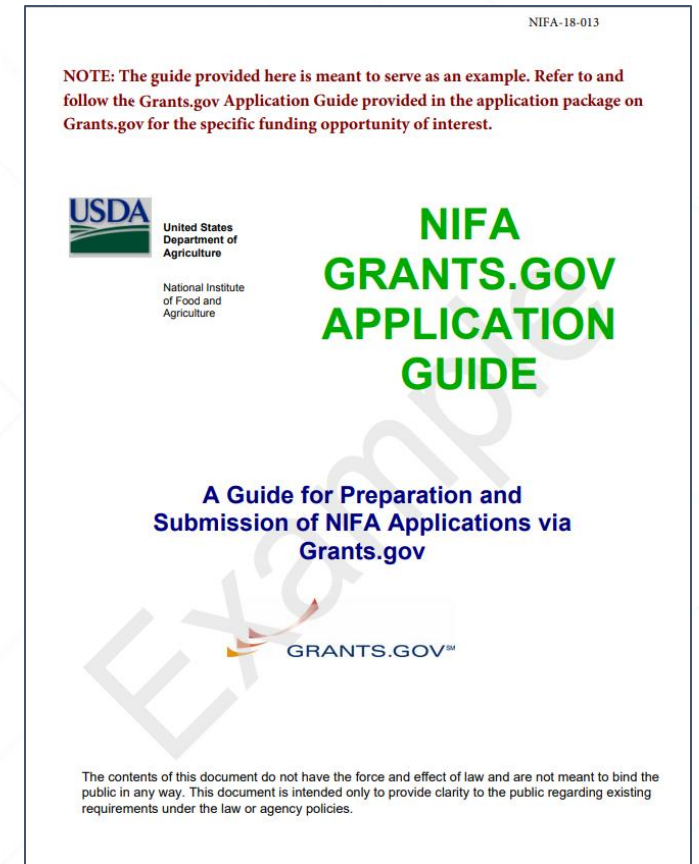 NIFA-18-013
NOTE: The guide provided here is meant to serve as an example. Refer to and
follow the Grants.gov Application Guide provided in the application package on
Grants.gov for the specific funding opportunity of interest.
USDA
United States
Department of
Agriculture
National Institute
of Food and
Agriculture
NIFA
GRANTS.GOV
APPLICATION
GUIDE
Example
A Guide for Preparation and
Submission of NIFA Applications via
Grants.gov
GRANTS.GOV℠
The contents of this document do not have the force and effect of law and are not meant to bind the
public in any way. This document is intended only to provide clarity to the public regarding existing
requirements under the law or agency policies.